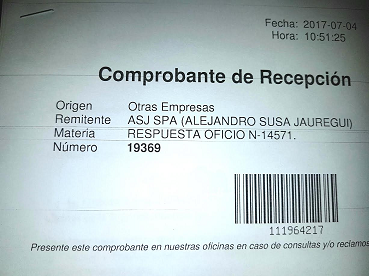 Fecha: 2017-07-04
Hora: 10:51:25
Comprobante de Recepción
Origen Otras Empresas
Remitente ASJ SPA (ALEJANDRO SUSA JAUREGUI)
Materia RESPUESTA OFICIO N-14571.
Número 19369
111964217
Presente este comprobante en nuestras oficinas en caso de consultas y/o reclamos